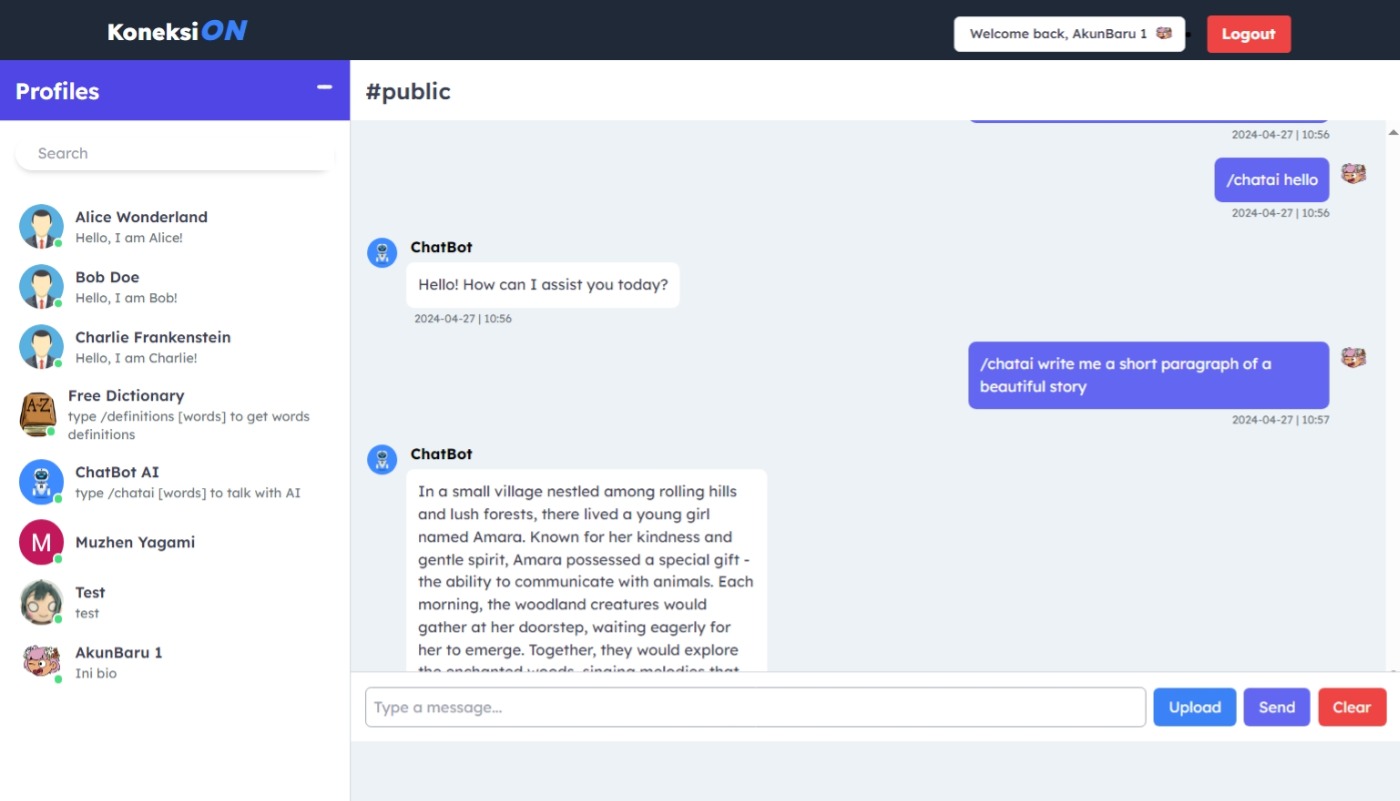 KoneksiON
Welcome back, AkunBaru 1
Logout
Profiles
Search
Alice Wonderland
Hello, I am Alice!
Bob Doe
Hello, I am Bob!
Charlie Frankenstein
Hello, I am Charlie!
A-Z
Free Dictionary
type /definitions [words] to get words
definitions
ChatBot AI
type /chatai [words] to talk with AI
M
Muzhen Yagami
Test
test
AkunBaru 1
Ini bio
#public
2024-04-27 | 10:56
/chatai hello
2024-04-27 | 10:56
ChatBot
Hello! How can I assist you today?
2024-04-27 | 10:56
/chatai write me a short paragraph of a
beautiful story
2024-04-27 | 10:57
ChatBot
In a small village nestled among rolling hills
and lush forests, there lived a young girl
named Amara. Known for her kindness and
gentle spirit, Amara possessed a special gift -
the ability to communicate with animals. Each
morning, the woodland creatures would
gather at her doorstep, waiting eagerly for
her to emerge. Together, they would explore
the enchanted woods, singing melodies that
Type a message...
Upload
Send
Clear